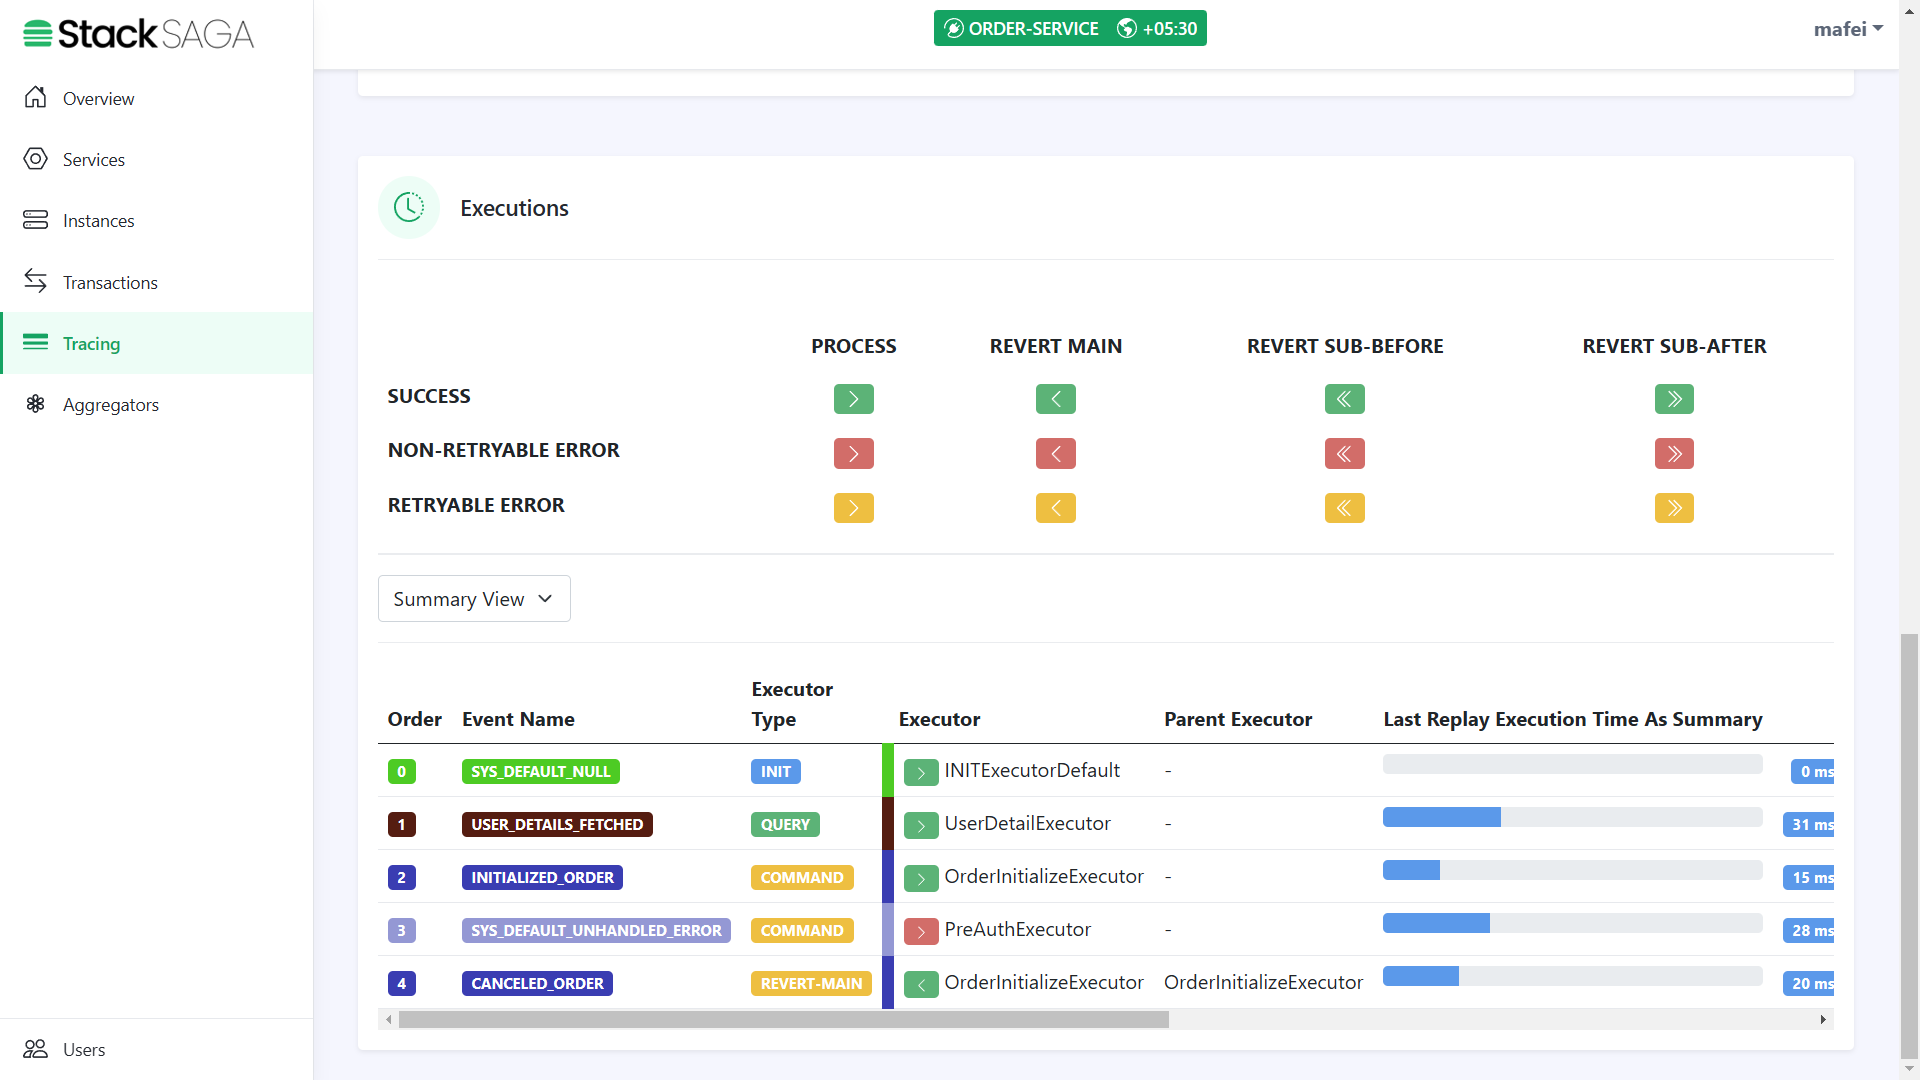 StackSAGA
ORDER-SERVICE +05:30
mafei
Overview
Services
Instances
Transactions
Tracing
Aggregators
Users
Executions
PROCESS REVERT MAIN REVERT SUB-BEFORE REVERT SUB-AFTER
SUCCESS
NON-RETRYABLE ERROR
RETRYABLE ERROR
Summary View
Order Event Name Executor Type Executor Parent Executor Last Replay Execution Time As Summary
0 SYS_DEFAULT_NULL INIT INITExecutorDefault - 0 ms
1 USER_DETAILS_FETCHED QUERY UserDetailExecutor - 31 ms
2 INITIALIZED_ORDER COMMAND OrderInitializeExecutor - 15 ms
3 SYS_DEFAULT_UNHANDLED_ERROR COMMAND PreAuthExecutor - 28 ms
4 CANCELED_ORDER REVERT-MAIN OrderInitializeExecutor OrderInitializeExecutor 20 ms